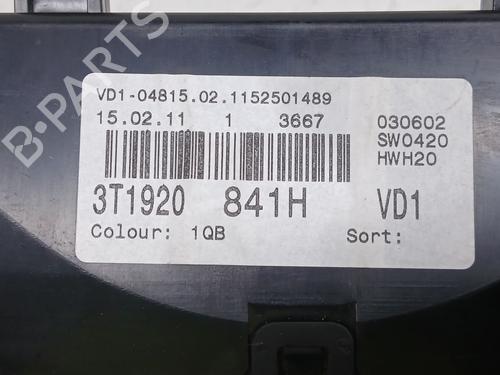 VD1-04815.02.1152501489
15.02.11 1 3667 030602
SW0420
HWH20
3T1920 841H VD1
Colour: 1QB Sort:
B-PARTS